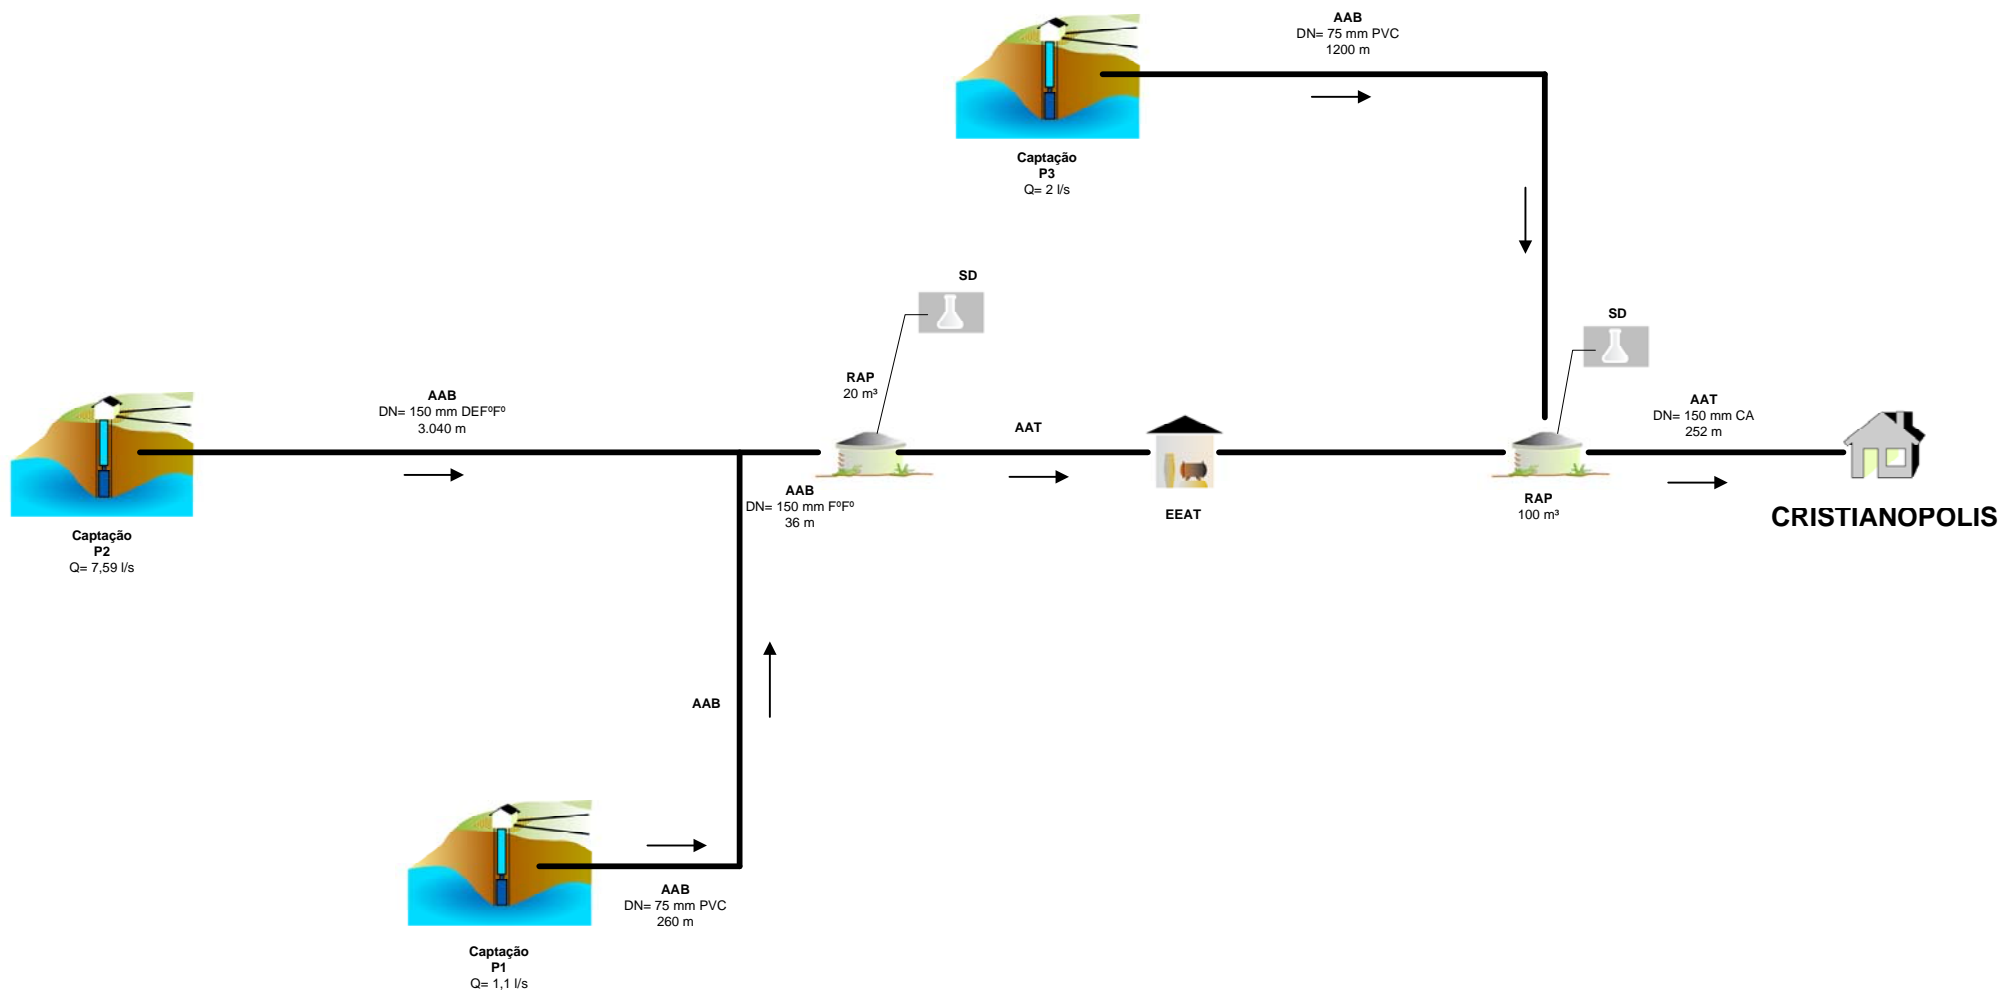 AAB
DN= 75 mm PVC
1200 m
Captação
P3
Q= 2 l/s
SD
SD
RAP
20 m³
AAB
DN= 150 mm DEFºFº
3.040 m
AAT
AAT
DN= 150 mm CA
252 m
AAB
DN= 150 mm FºFº
36 m
EEAT
RAP
100 m³
CRISTIANOPOLIS
Captação
P2
Q= 7,59 l/s
AAB
AAB
DN= 75 mm PVC
260 m
Captação
P1
Q= 1,1 l/s